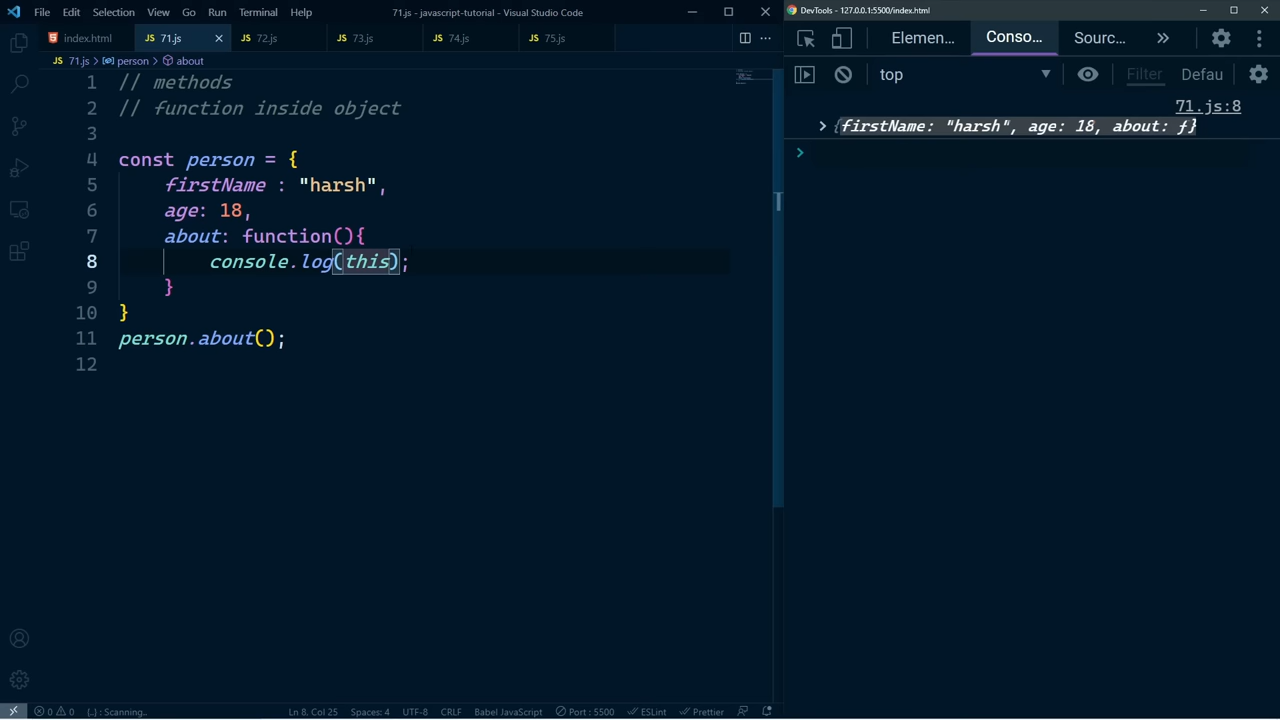 File Edit Selection View Go Run Terminal Help 71.js - javascript-tutorial - Visual Studio Code
index.html JS 71.js JS 72.js JS 73.js JS 74.js JS 75.js
JS 71.js > person > about
1 // methods
2 // function inside object
3
4 const person = {
5 firstName : "harsh",
6 age: 18,
7 about: function(){
8 console.log(this);
9 }
10 }
11 person.about();
12
0 0 {..} : Scanning.. Ln 8, Col 25 Spaces: 4 UTF-8 CRLF Babel JavaScript Port : 5500 ESLint Prettier
DevTools - 127.0.0.1:5500/index.html
Elemen... Conso... Sourc...
top Filter Defau
71.js:8
{firstName: "harsh", age: 18, about: ƒ}